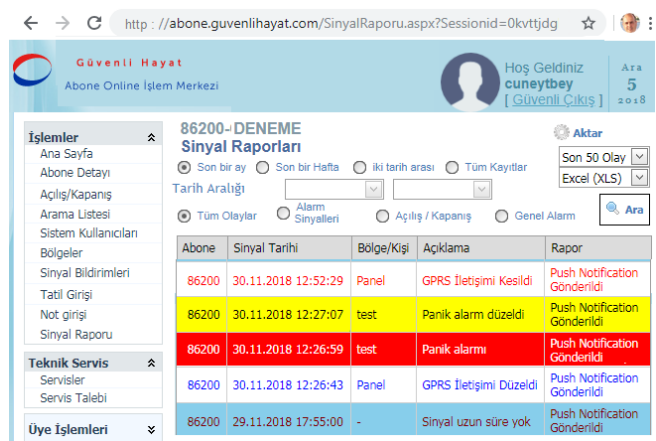 http : //abone.guvenlihayat.com/SinyalRaporu.aspx?Sessionid=0kvttjdg
Güvenli Hayat
Abone Online İşlem Merkezi
Hoş Geldiniz
cuneytbey
[ Güvenli Çıkış ]
Ara
5
2018
İşlemler
Ana Sayfa
Abone Detayı
Açılış/Kapanış
Arama Listesi
Sistem Kullanıcıları
Bölgeler
Sinyal Bildirimleri
Tatil Girişi
Not girişi
Sinyal Raporu
Teknik Servis
Servisler
Servis Talebi
Üye İşlemleri
86200- DENEME
Sinyal Raporları
Son bir ay Son bir Hafta iki tarih arası Tüm Kayıtlar
Tarih Aralığı
Tüm Olaylar Alarm Sinyalleri Açılış / Kapanış Genel Alarm
Aktar
Son 50 Olay
Excel (XLS)
Ara
Abone Sinyal Tarihi Bölge/Kişi Açıklama Rapor
86200 30.11.2018 12:52:29 Panel GPRS İletişimi Kesildi Push Notification Gönderildi
86200 30.11.2018 12:27:07 test Panik alarm düzeldi Push Notification Gönderildi
86200 30.11.2018 12:26:59 test Panik alarmı Push Notification Gönderildi
86200 30.11.2018 12:26:43 Panel GPRS İletişimi Düzeldi Push Notification Gönderildi
86200 29.11.2018 17:55:00 - Sinyal uzun süre yok Push Notification Gönderildi